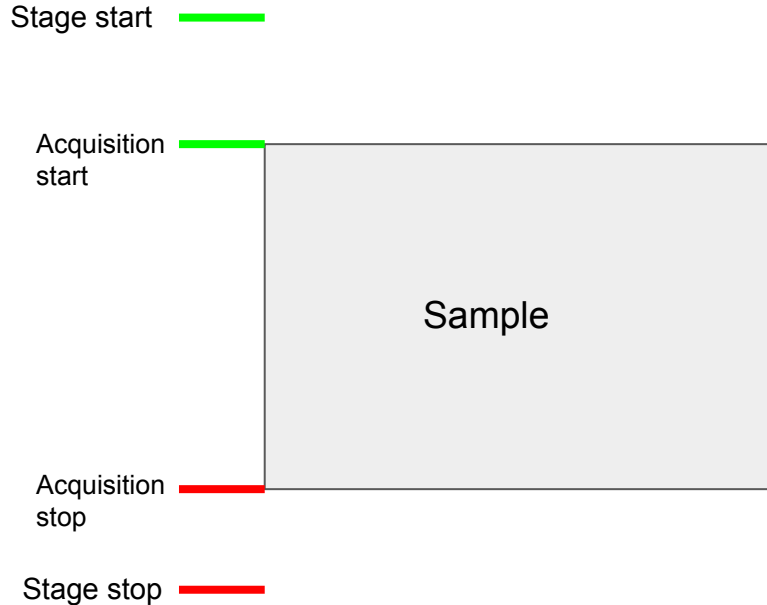 Stage start
Acquisition
start
Sample
Acquisition
stop
Stage stop